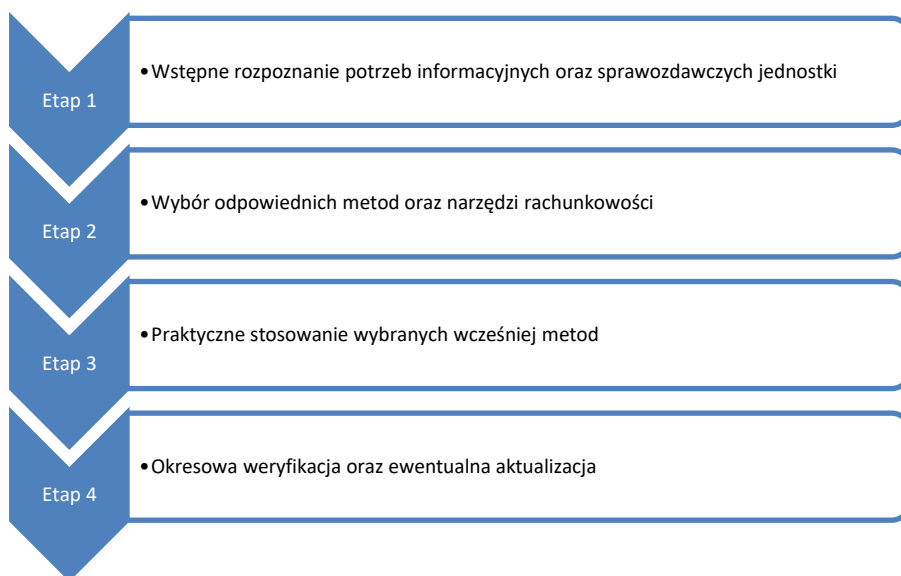 Etap 1
•Wstępne rozpoznanie potrzeb informacyjnych oraz sprawozdawczych jednostki
Etap 2
•Wybór odpowiednich metod oraz narzędzi rachunkowości
Etap 3
•Praktyczne stosowanie wybranych wcześniej metod
Etap 4
•Okresowa weryfikacja oraz ewentualna aktualizacja